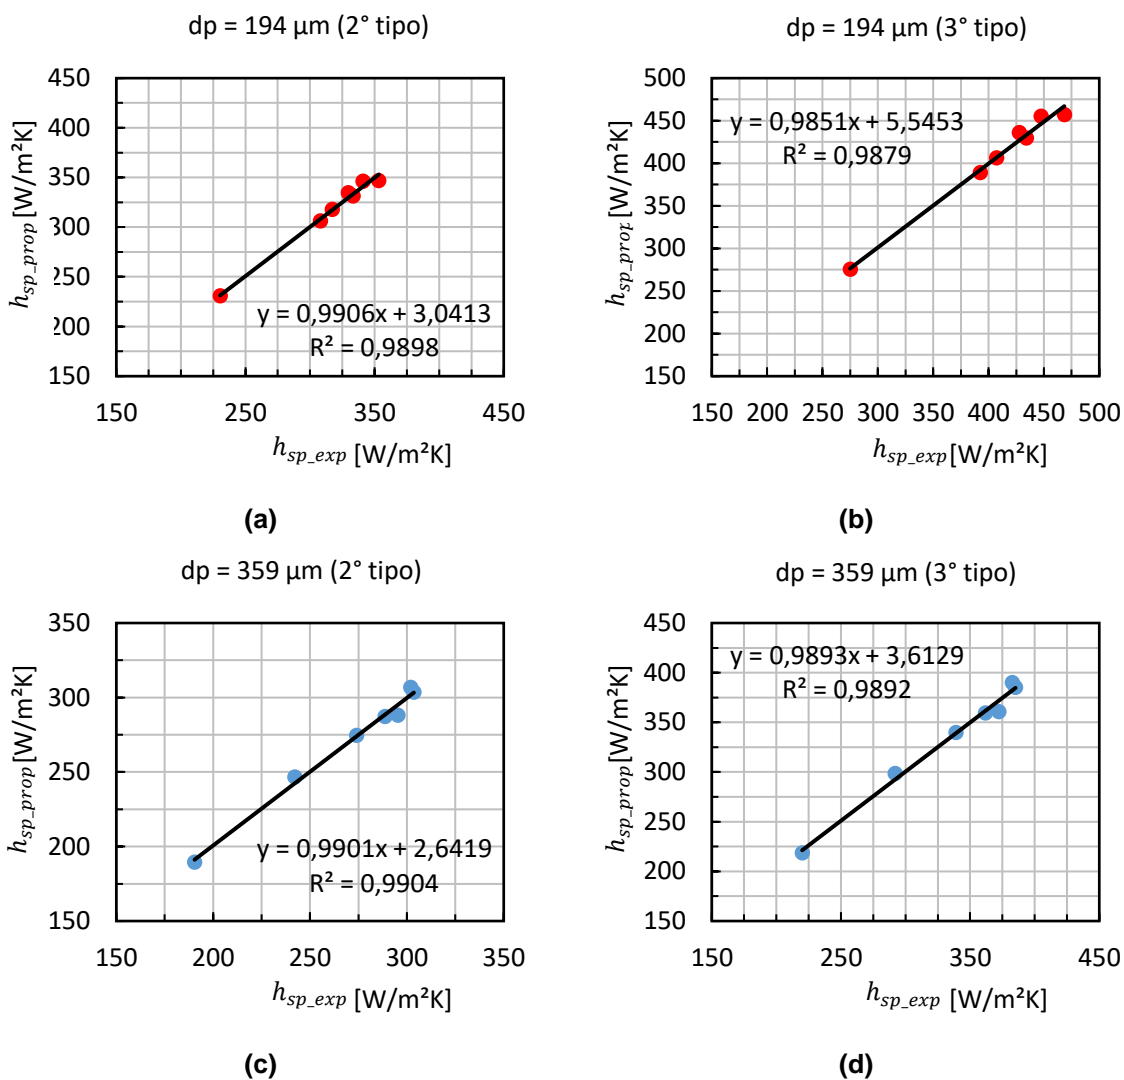 dp = 194 µm (2° tipo)
450
400
350
300
250
200
150
h_sp_prop [W/m²K]
y = 0,9906x + 3,0413
R² = 0,9898
150 250 350 450
h_sp_exp [W/m²K]
(a)
dp = 194 µm (3° tipo)
500
450
400
350
300
250
200
150
h_sp_prop [W/m²K]
y = 0,9851x + 5,5453
R² = 0,9879
150 200 250 300 350 400 450 500
h_sp_exp [W/m²K]
(b)
dp = 359 µm (2° tipo)
350
300
250
200
150
h_sp_prop [W/m²K]
y = 0,9901x + 2,6419
R² = 0,9904
150 200 250 300 350
h_sp_exp [W/m²K]
(c)
dp = 359 µm (3° tipo)
450
400
350
300
250
200
150
h_sp_prop [W/m²K]
y = 0,9893x + 3,6129
R² = 0,9892
150 250 350 450
h_sp_exp [W/m²K]
(d)